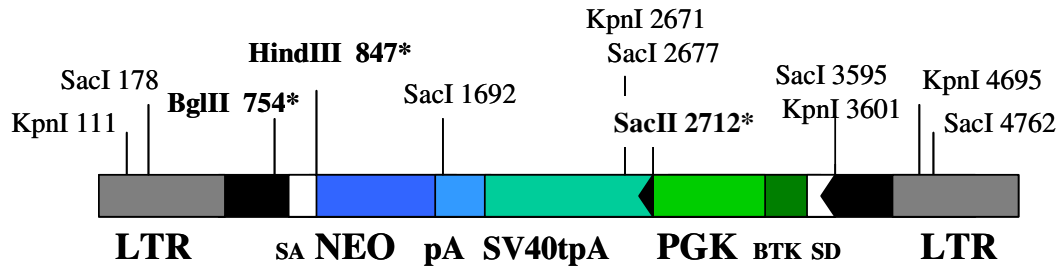 KpnI 2671
HindIII 847*
SacI 2677
SacI 178
SacI 3595
KpnI 4695
BglII 754*
SacI 1692
KpnI 111
SacII 2712*
KpnI 3601
SacI 4762
LTR SA NEO pA SV40tpA PGK BTK SD LTR